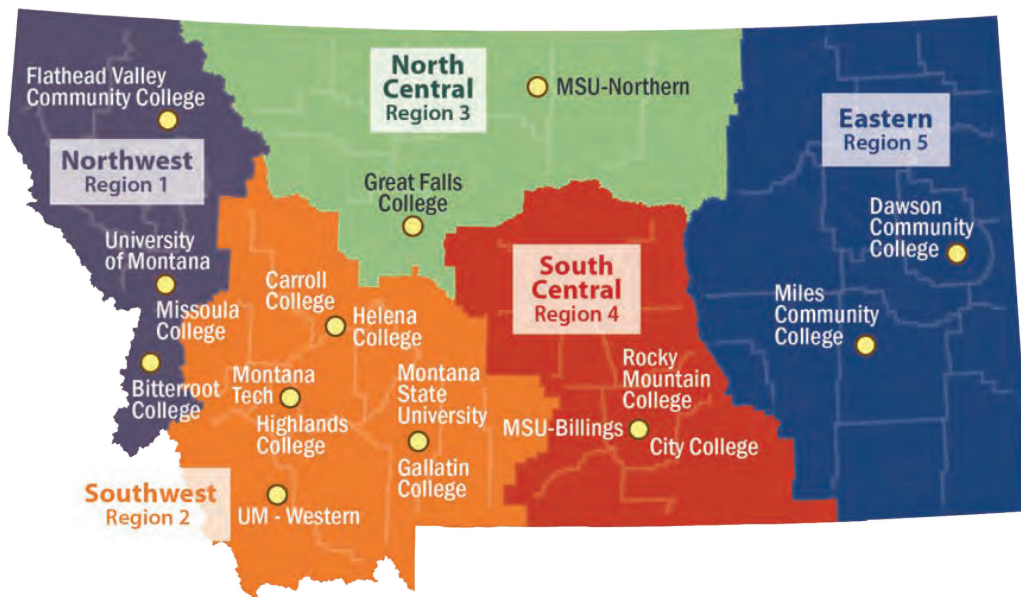 Flathead Valley
Community College
Northwest
Region 1
University
of Montana
Missoula
College
Bitterroot
College
North
Central
Region 3
MSU-Northern
Great Falls
College
Carroll
College
Helena
College
Montana
Tech
Highlands
College
Montana
State
University
Gallatin
College
Southwest
Region 2
UM - Western
South
Central
Region 4
Rocky
Mountain
College
MSU-Billings
City College
Eastern
Region 5
Dawson
Community
College
Miles
Community
College